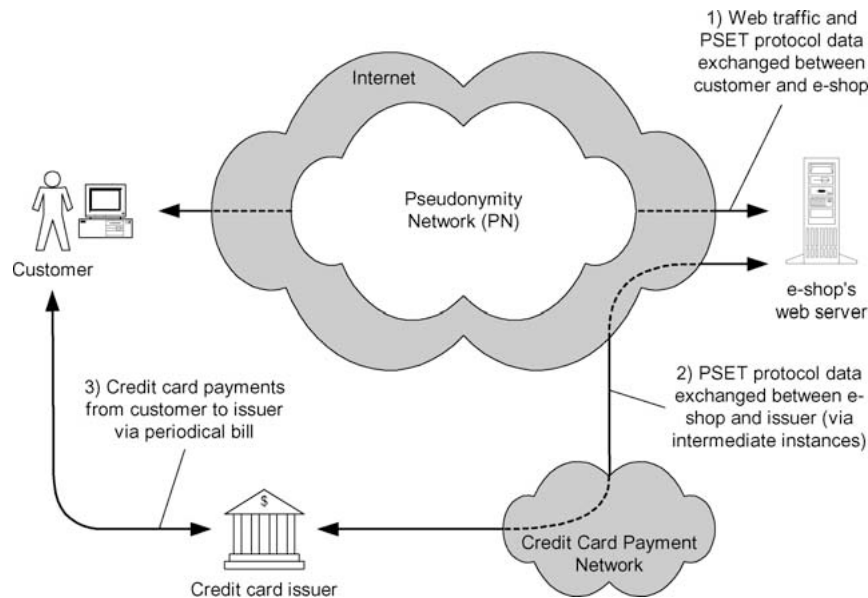 1) Web traffic and
PSET protocol data
exchanged between
customer and e-shop
Internet
Pseudonymity
Network (PN)
Customer
e-shop's
web server
3) Credit card payments
from customer to issuer
via periodical bill
2) PSET protocol data
exchanged between e-
shop and issuer (via
intermediate instances)
$
Credit Card Payment
Network
Credit card issuer